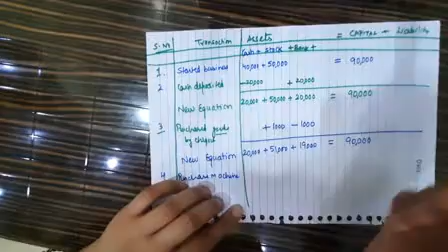 S.No Transaction Assets = CAPITAL + Liabilities
Cash + Stock + Bank +
1. Started business 40,000 + 50,000 = 90,000
2 Cash deposited 20,000 + 20,000
New Equation 20,000 + 50,000 + 20,000 = 90,000
3 Purchased goods + 1000 - 1000
by cheque
New Equation 20,000 + 51,000 + 19,000 = 90,000
4 Purchase machine